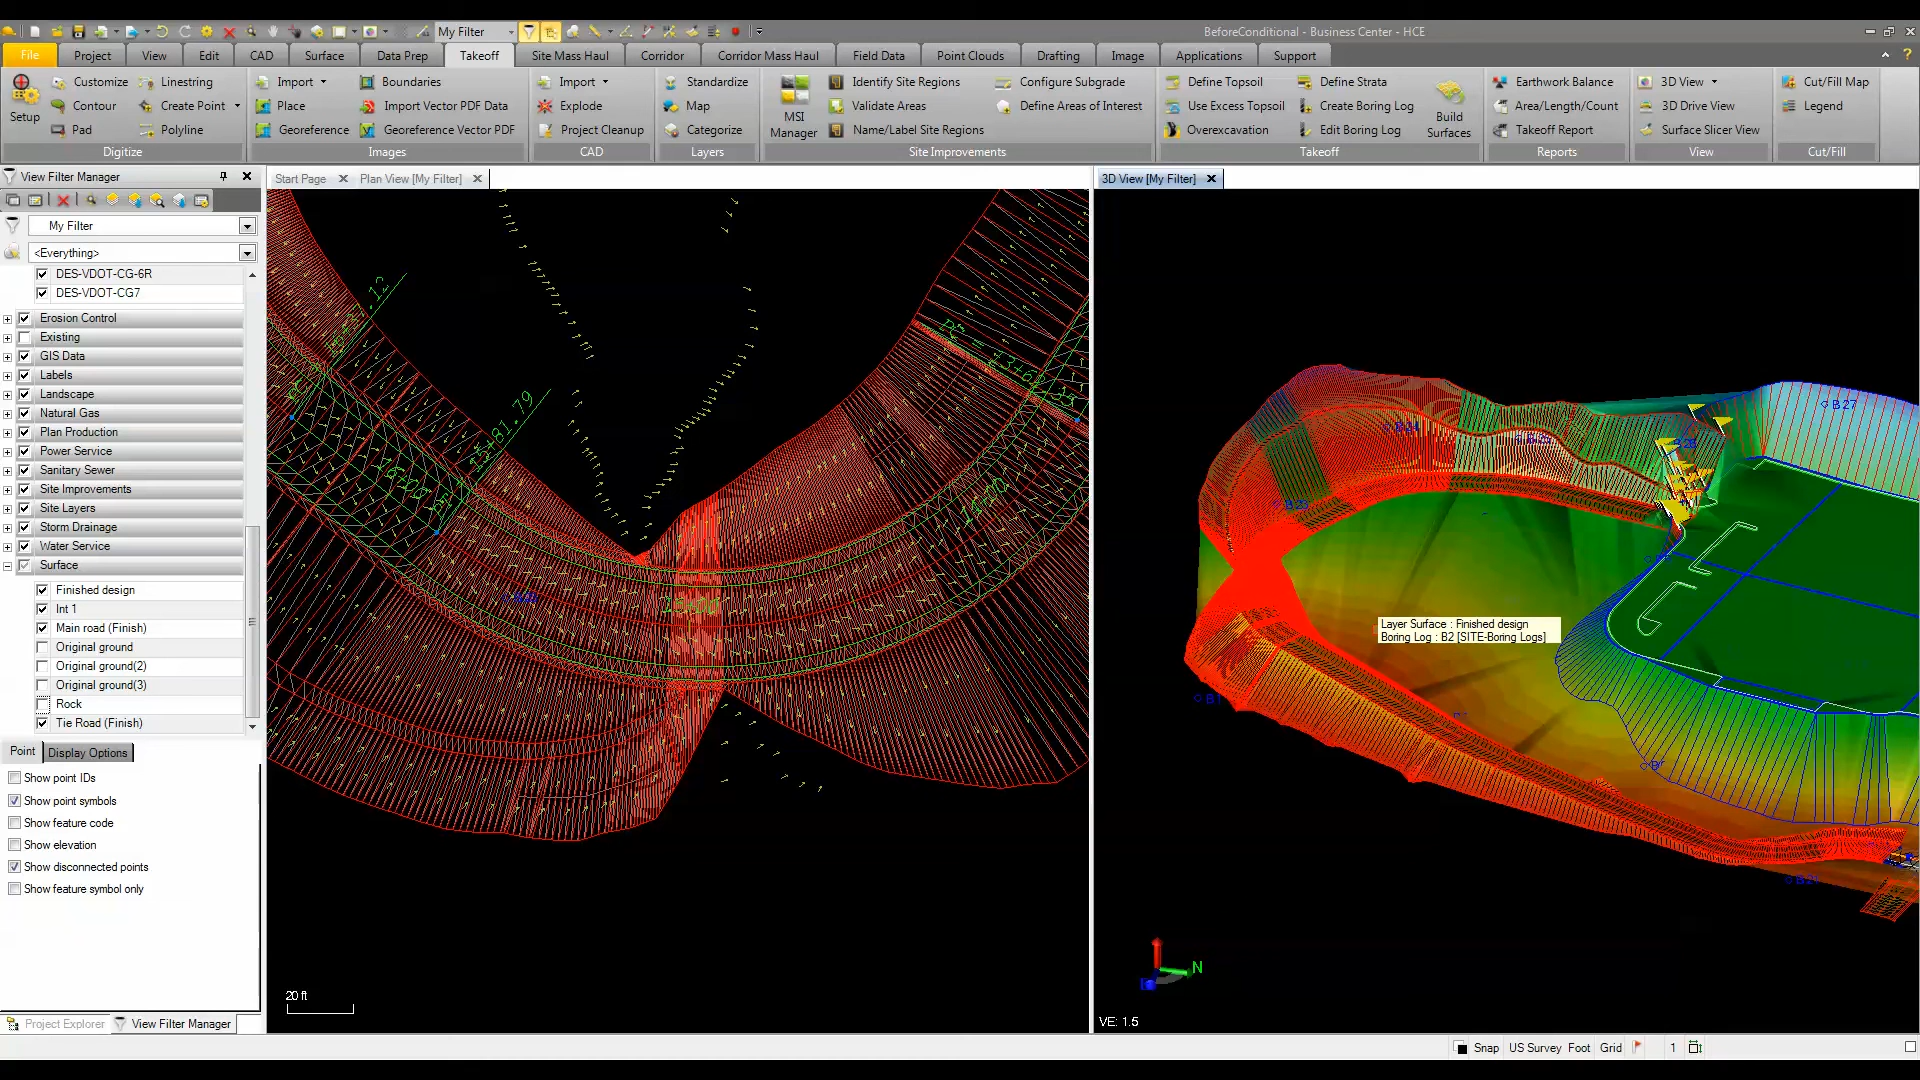 My Filter
BeforeConditional - Business Center - HCE
File Project View Edit CAD Surface Data Prep Takeoff Site Mass Haul Corridor Corridor Mass Haul Field Data Point Clouds Drafting Image Applications Support
Setup
Customize
Linestring
Contour
Create Point
Pad
Polyline
Digitize
Import
Boundaries
Place
Import Vector PDF Data
Georeference
Georeference Vector PDF
Images
Import
Explode
Project Cleanup
CAD
Standardize
Map
Categorize
Layers
MSI
Manager
Identify Site Regions
Configure Subgrade
Validate Areas
Define Areas of Interest
Name/Label Site Regions
Site Improvements
Define Topsoil
Define Strata
Use Excess Topsoil
Create Boring Log
Overexcavation
Edit Boring Log
Build
Surfaces
Takeoff
Earthwork Balance
Area/Length/Count
Takeoff Report
Reports
3D View
3D Drive View
Surface Slicer View
View
Cut/Fill Map
Legend
Cut/Fill
View Filter Manager
My Filter
<Everything>
DES-VDOT-CG-6R
DES-VDOT-CG7
Erosion Control
Existing
GIS Data
Labels
Landscape
Natural Gas
Plan Production
Power Service
Sanitary Sewer
Site Improvements
Site Layers
Storm Drainage
Water Service
Surface
Finished design
Int 1
Main road (Finish)
Original ground
Original ground(2)
Original ground(3)
Rock
Tie Road (Finish)
Point Display Options
Show point IDs
Show point symbols
Show feature code
Show elevation
Show disconnected points
Show feature symbol only
Project Explorer View Filter Manager
Start Page
Plan View [My Filter]
16+00
15+00
20 ft
3D View [My Filter]
B 27
Layer Surface : Finished design
Boring Log : B2 [SITE-Boring Logs]
N
VE: 1.5
Snap US Survey Foot Grid 1